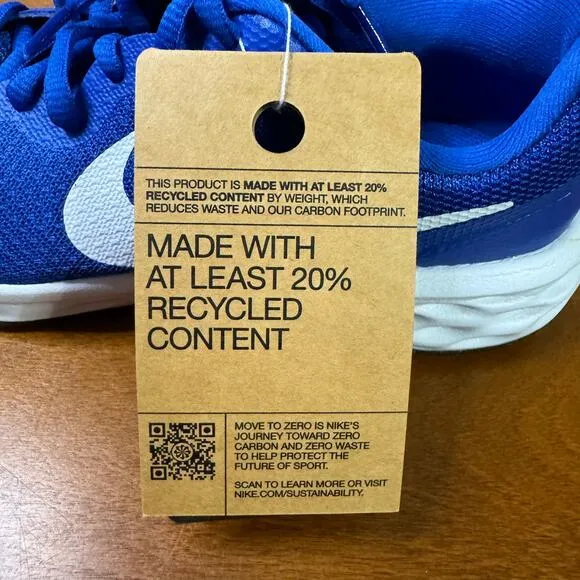 THIS PRODUCT IS MADE WITH AT LEAST 20%
RECYCLED CONTENT BY WEIGHT, WHICH
REDUCES WASTE AND OUR CARBON FOOTPRINT.
MADE WITH
AT LEAST 20%
RECYCLED
CONTENT
MOVE TO ZERO IS NIKE'S
JOURNEY TOWARD ZERO
CARBON AND ZERO WASTE
TO HELP PROTECT THE
FUTURE OF SPORT.
SCAN TO LEARN MORE OR VISIT
NIKE.COM/SUSTAINABILITY.